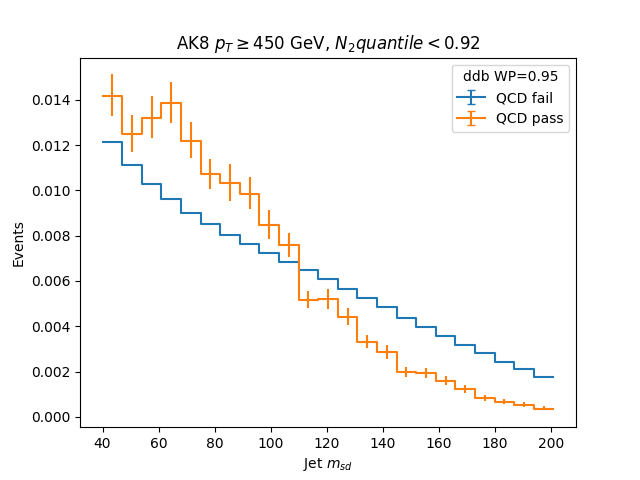 AK8 $p_T \geq 450$ GeV, $N_2quantile < 0.92$
ddb WP=0.95
QCD fail
QCD pass
Events
0.014
0.012
0.010
0.008
0.006
0.004
0.002
0.000
40 60 80 100 120 140 160 180 200
Jet $m_{sd}$